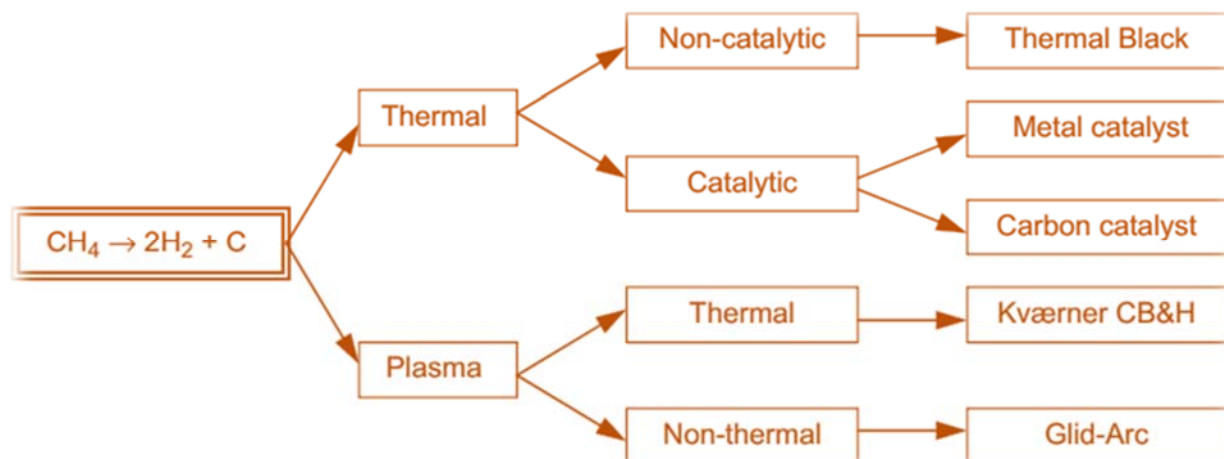 Non-catalytic
Thermal Black
Thermal
Metal catalyst
Catalytic
CH₄ → 2H₂ + C
Carbon catalyst
Thermal
Kværner CB&H
Plasma
Non-thermal
Glid-Arc